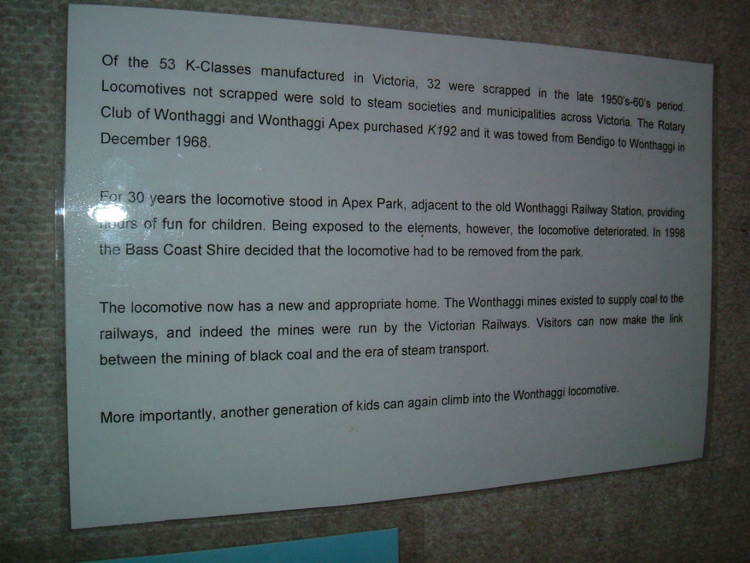 Of the 53 K-Classes manufactured in Victoria, 32 were scrapped in the late 1950's-60's period.
Locomotives not scrapped were sold to steam societies and municipalities across Victoria. The Rotary
Club of Wonthaggi and Wonthaggi Apex purchased K192 and it was towed from Bendigo to Wonthaggi in
December 1968.
For 30 years the locomotive stood in Apex Park, adjacent to the old Wonthaggi Railway Station, providing
hours of fun for children. Being exposed to the elements, however, the locomotive deteriorated. In 1998
the Bass Coast Shire decided that the locomotive had to be removed from the park.
The locomotive now has a new and appropriate home. The Wonthaggi mines existed to supply coal to the
railways, and indeed the mines were run by the Victorian Railways. Visitors can now make the link
between the mining of black coal and the era of steam transport.
More importantly, another generation of kids can again climb into the Wonthaggi locomotive.